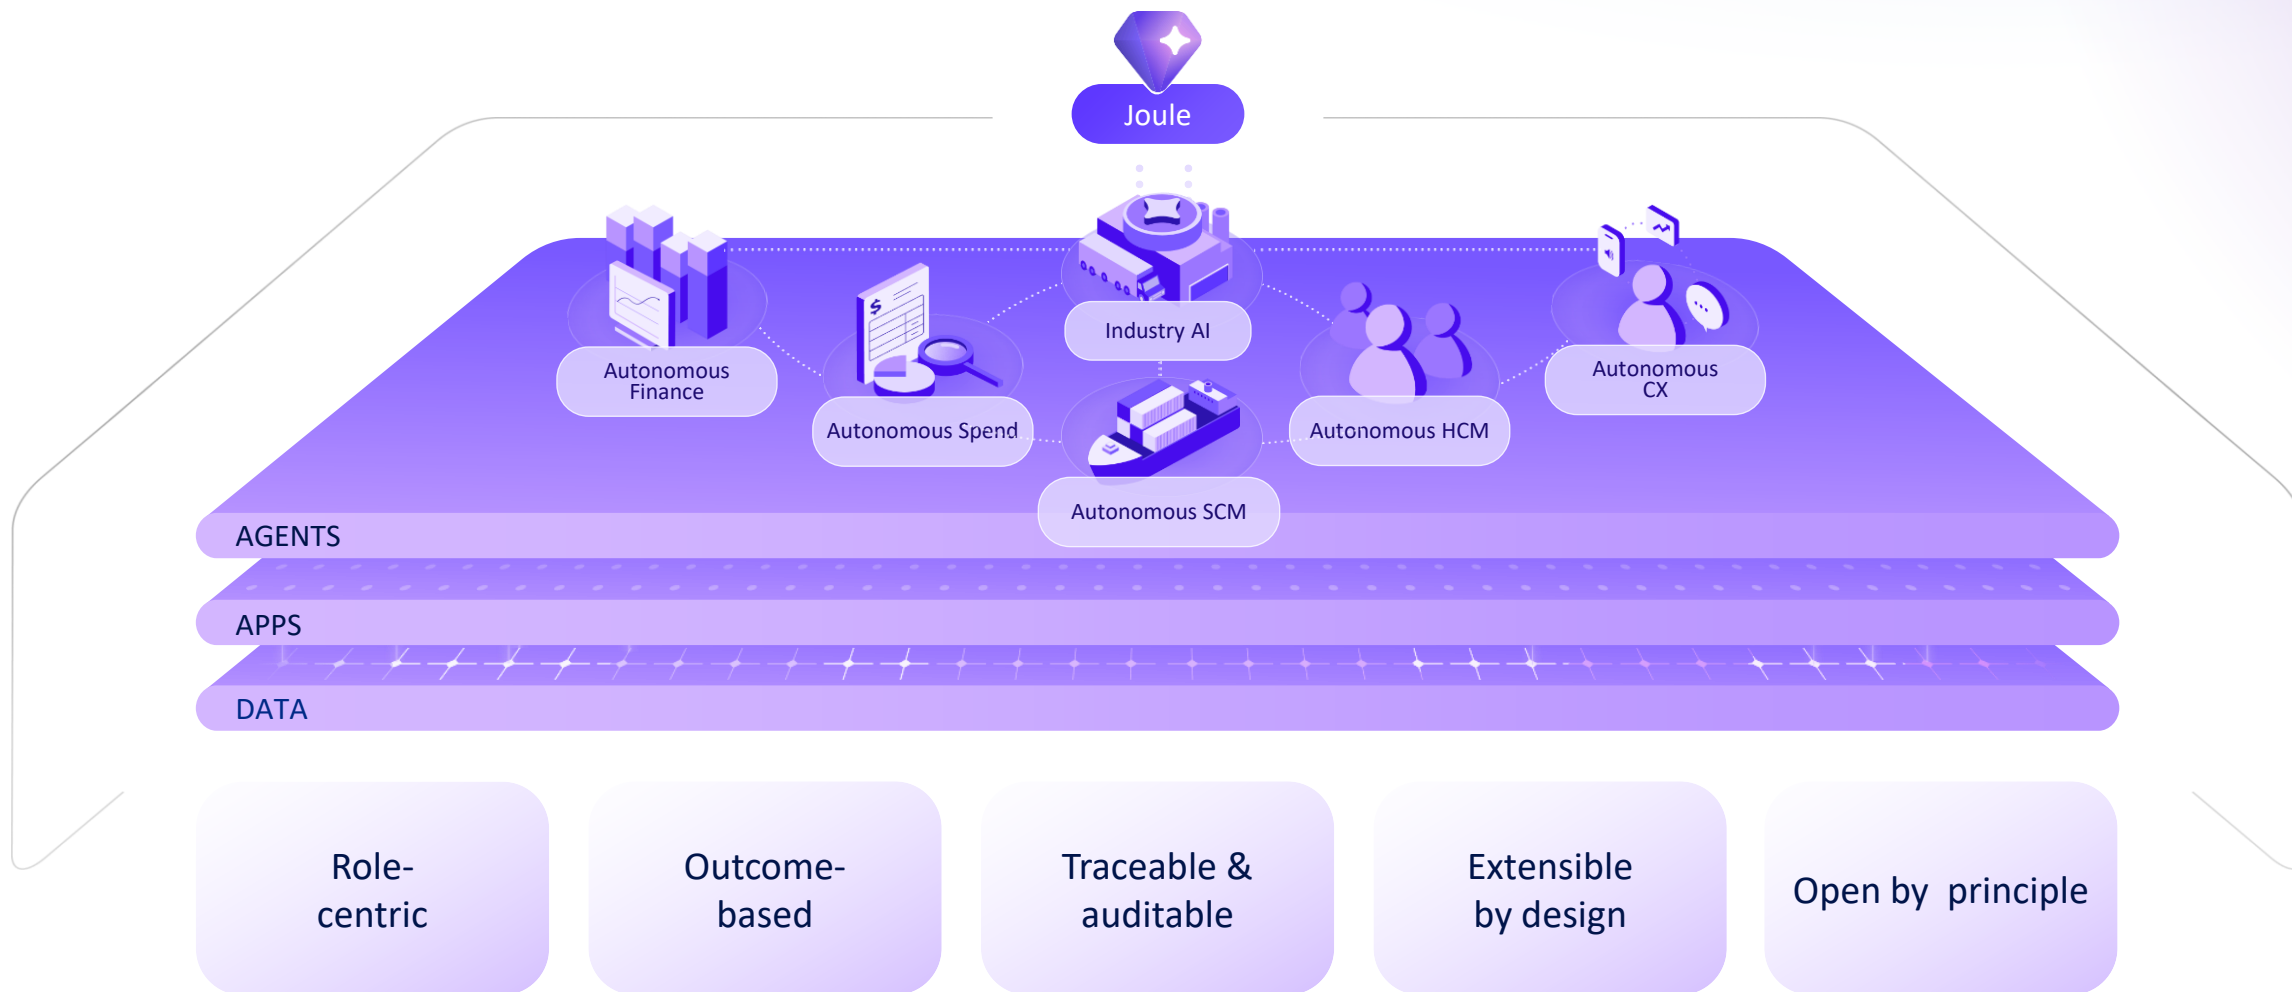 Joule
Industry AI
Autonomous
Finance
Autonomous
CX
Autonomous Spend
Autonomous HCM
Autonomous SCM
$
AGENTS
APPS
DATA
Role-
centric
Outcome-
based
Traceable &
auditable
Extensible
by design
Open by  principle